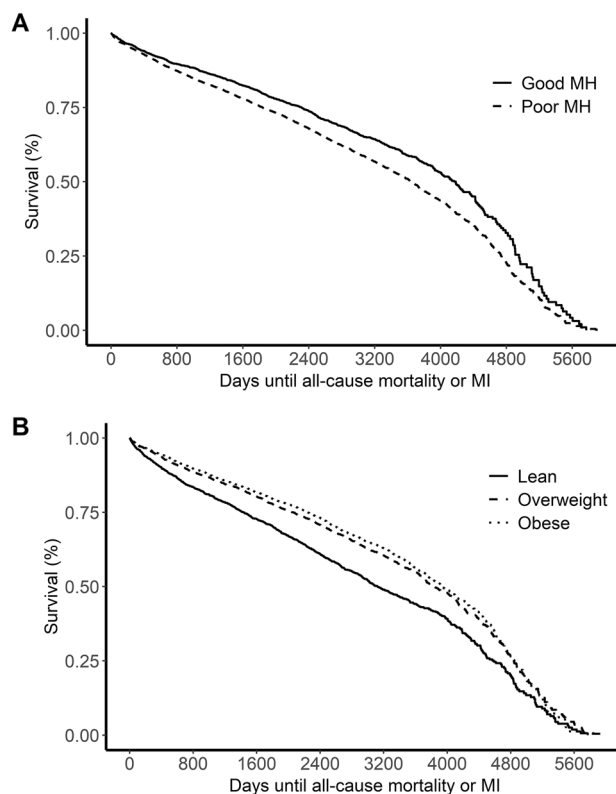 A
1.00
0.75
0.50
0.25
0.00
Survival (%)
Good MH
Poor MH
0 800 1600 2400 3200 4000 4800 5600
Days until all-cause mortality or MI
B
1.00
0.75
0.50
0.25
0.00
Survival (%)
Lean
Overweight
Obese
0 800 1600 2400 3200 4000 4800 5600
Days until all-cause mortality or MI